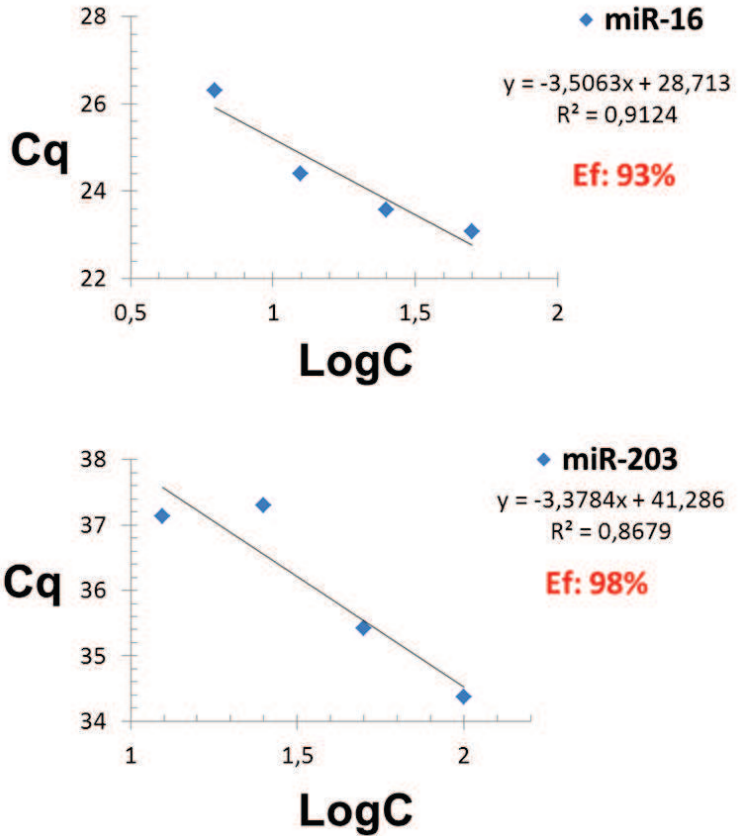 28
miR-16
y = -3,5063x + 28,713
R² = 0,9124
26
Cq
Ef: 93%
24
22
0,5 1 1,5 2
LogC
38
miR-203
y = -3,3784x + 41,286
R² = 0,8679
37
Cq
Ef: 98%
36
35
34
1 1,5 2
LogC